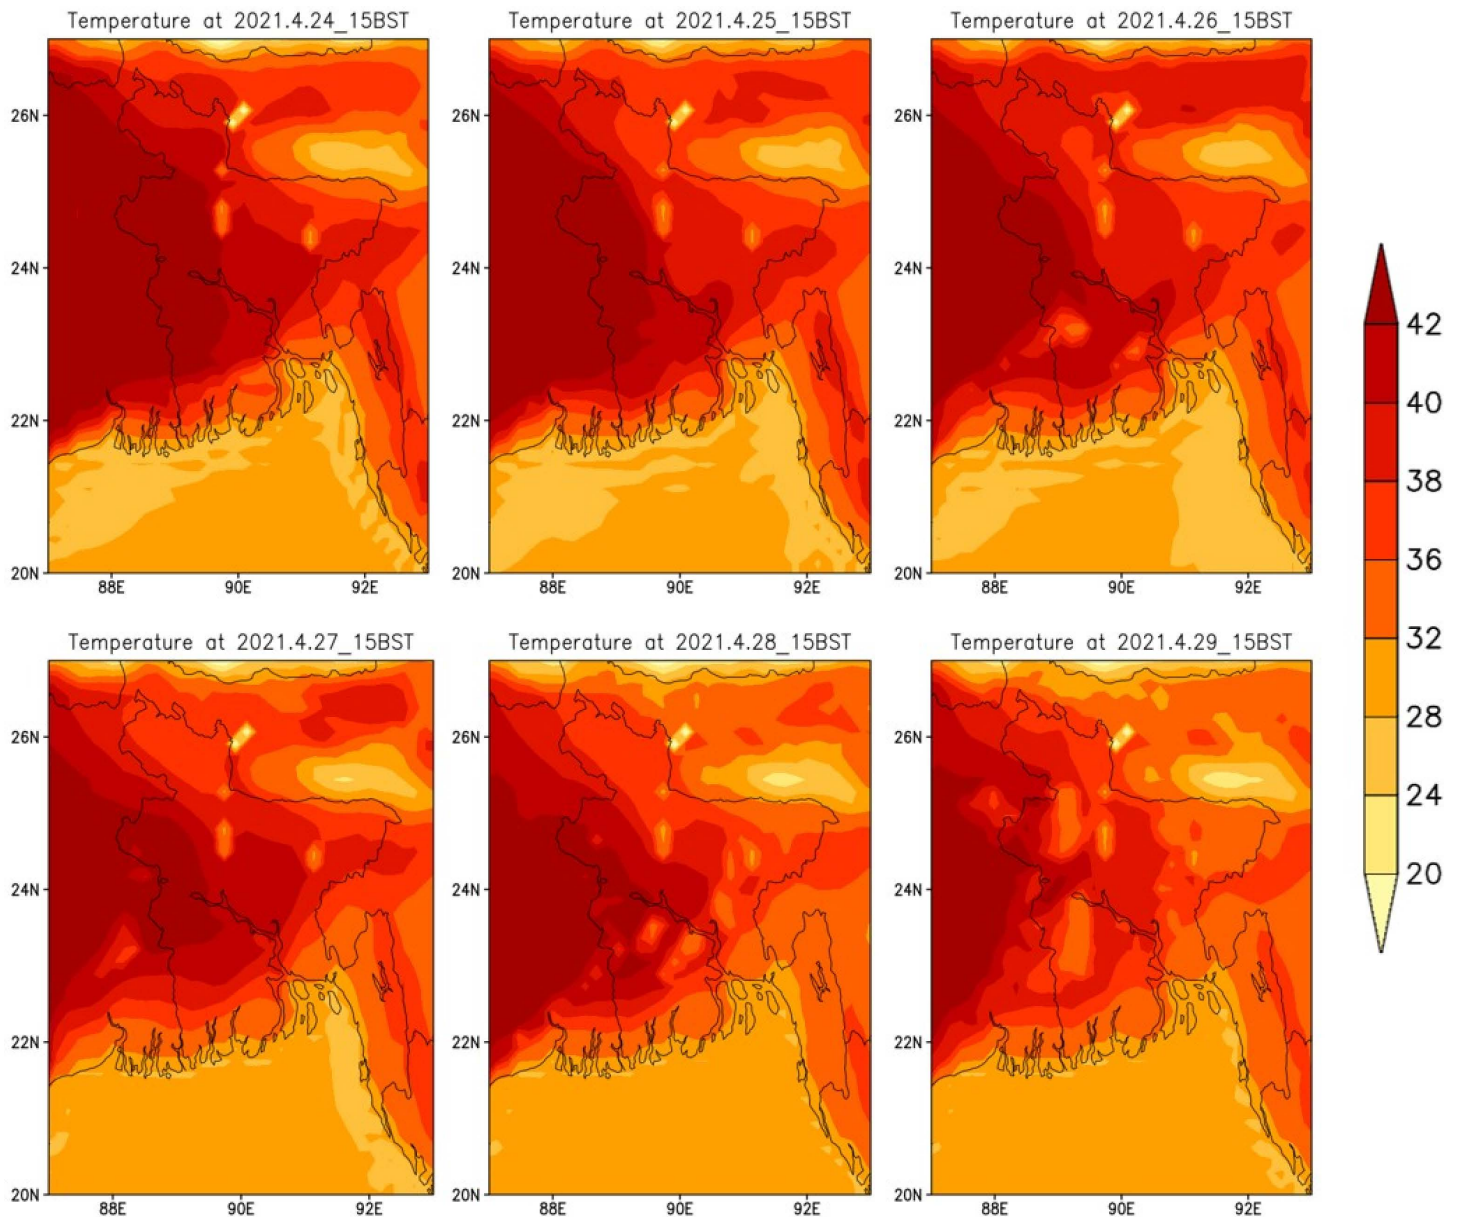 Temperature at 2021.4.24_15BST
Temperature at 2021.4.25_15BST
Temperature at 2021.4.26_15BST
26N
24N
22N
20N
88E
90E
92E
26N
24N
22N
20N
88E
90E
92E
26N
24N
22N
20N
88E
90E
92E
Temperature at 2021.4.27_15BST
Temperature at 2021.4.28_15BST
Temperature at 2021.4.29_15BST
26N
24N
22N
20N
88E
90E
92E
26N
24N
22N
20N
88E
90E
92E
26N
24N
22N
20N
88E
90E
92E
42
40
38
36
32
28
24
20